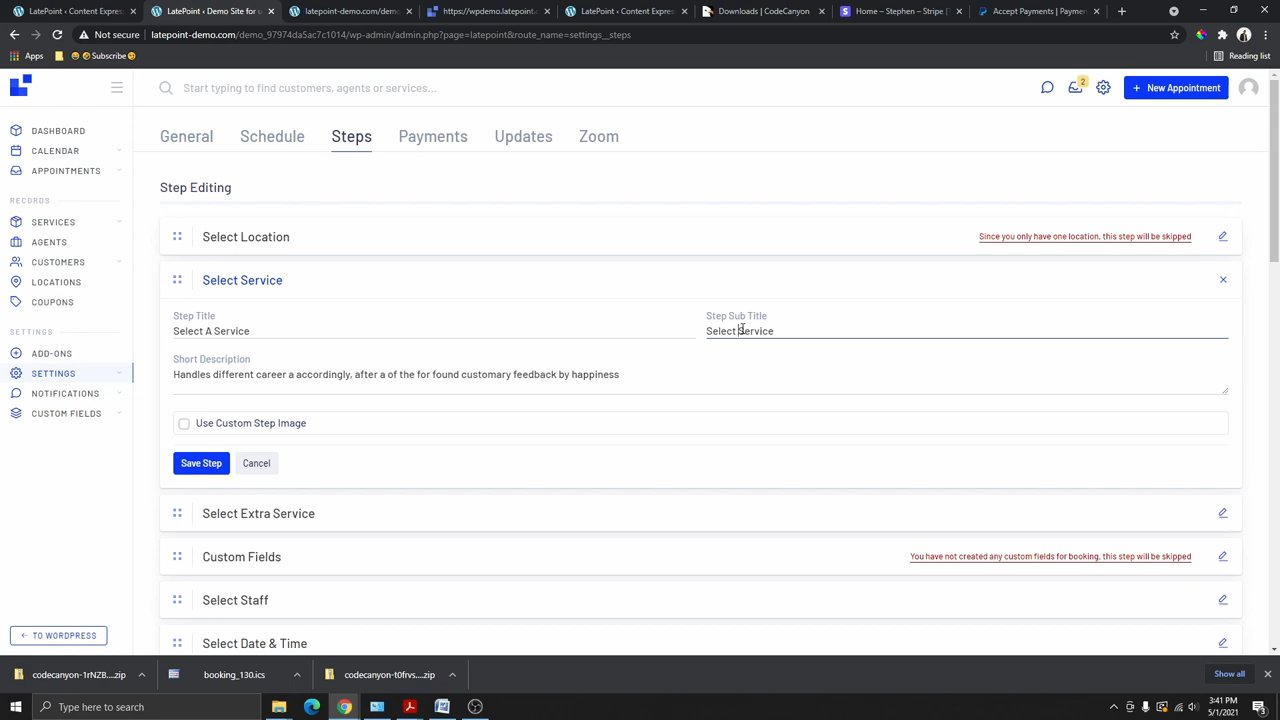 LatePoint ‹ Content Expres
LatePoint ‹ Demo Site for u
latepoint-demo.com/demo_
https://wpdemo.latepoint.c
LatePoint ‹ Content Expres
Downloads | CodeCanyon
Home – Stephen – Stripe [
Accept Payments | Paymen
Not secure | latepoint-demo.com/demo_97974da5ac7c1014/wp-admin/admin.php?page=latepoint&route_name=settings__steps
Apps
Subscribe
Reading list
Start typing to find customers, agents or services...
2
+ New Appointment
DASHBOARD
CALENDAR
APPOINTMENTS
RECORDS
SERVICES
AGENTS
CUSTOMERS
LOCATIONS
COUPONS
SETTINGS
ADD-ONS
SETTINGS
NOTIFICATIONS
CUSTOM FIELDS
← TO WORDPRESS
General Schedule Steps Payments Updates Zoom
Step Editing
Select Location
Since you only have one location, this step will be skipped
Select Service
Step Title
Select A Service
Step Sub Title
Select Service
Short Description
Handles different career a accordingly, after a of the for found customary feedback by happiness
Use Custom Step Image
Save Step
Cancel
Select Extra Service
Custom Fields
You have not created any custom fields for booking, this step will be skipped
Select Staff
Select Date & Time
codecanyon-1rNZB....zip
booking_130.ics
codecanyon-t0frvs....zip
Show all
Type here to search
3:41 PM
5/1/2021
3